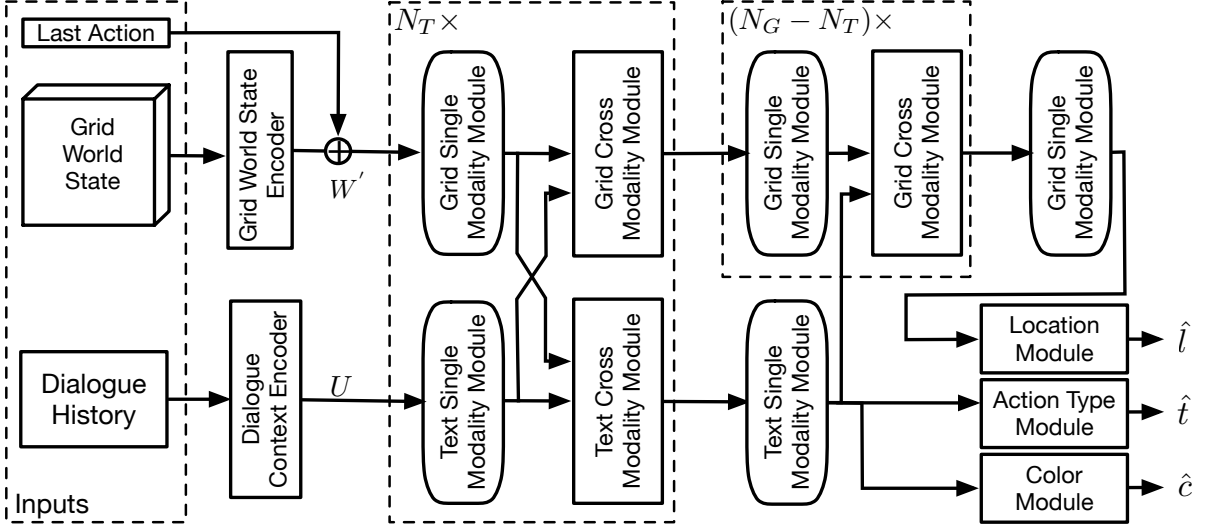 Last Action
Grid
World
State
Dialogue
History
Inputs
Grid World State
Encoder
Dialogue
Context Encoder
W'
U
N_T ×
Grid Single
Modality Module
Grid Cross
Modality Module
Text Single
Modality Module
Text Cross
Modality Module
(N_G − N_T)×
Grid Single
Modality Module
Grid Cross
Modality Module
Text Single
Modality Module
Grid Single
Modality Module
Location
Module
l̂
Action Type
Module
t̂
Color
Module
ĉ